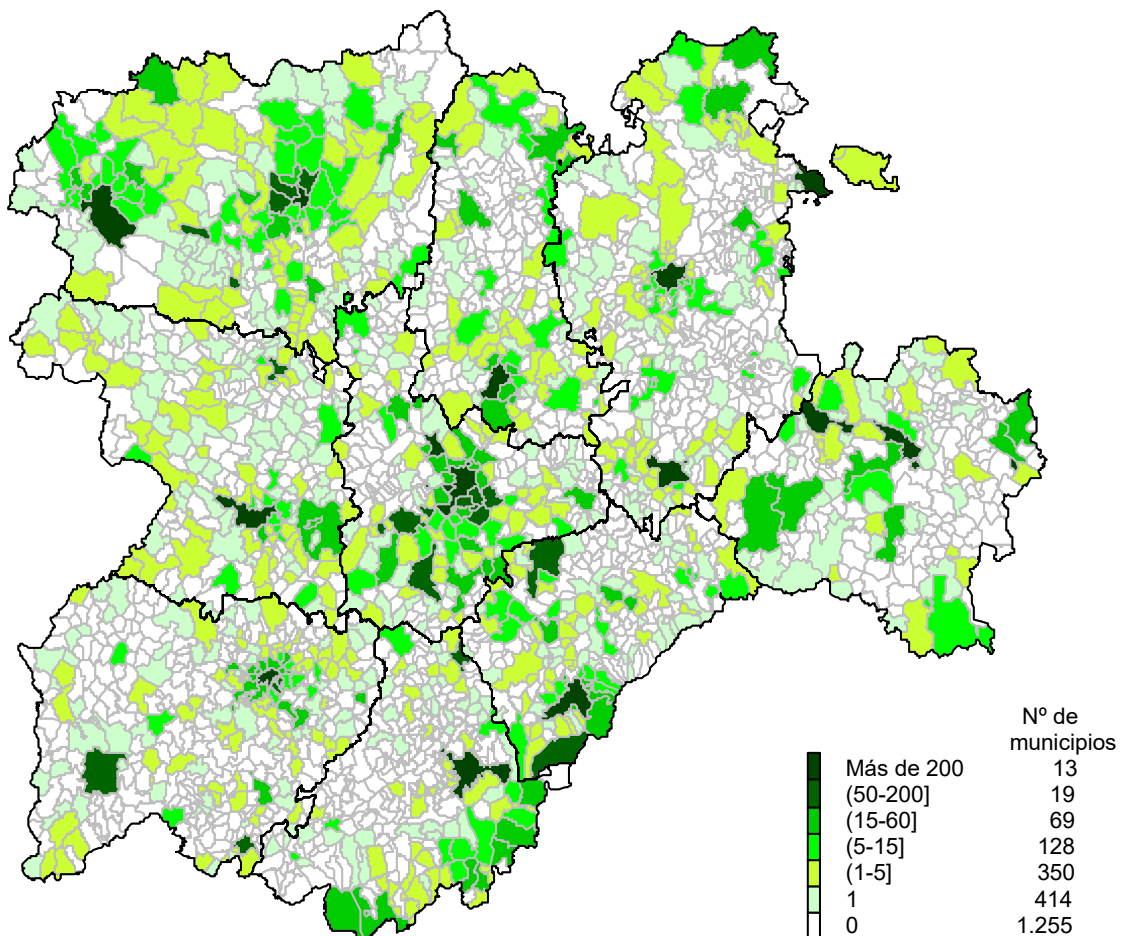 Nº de
municipios
Más de 200 13
(50-200] 19
(15-60] 69
(5-15] 128
(1-5] 350
1 414
0 1.255